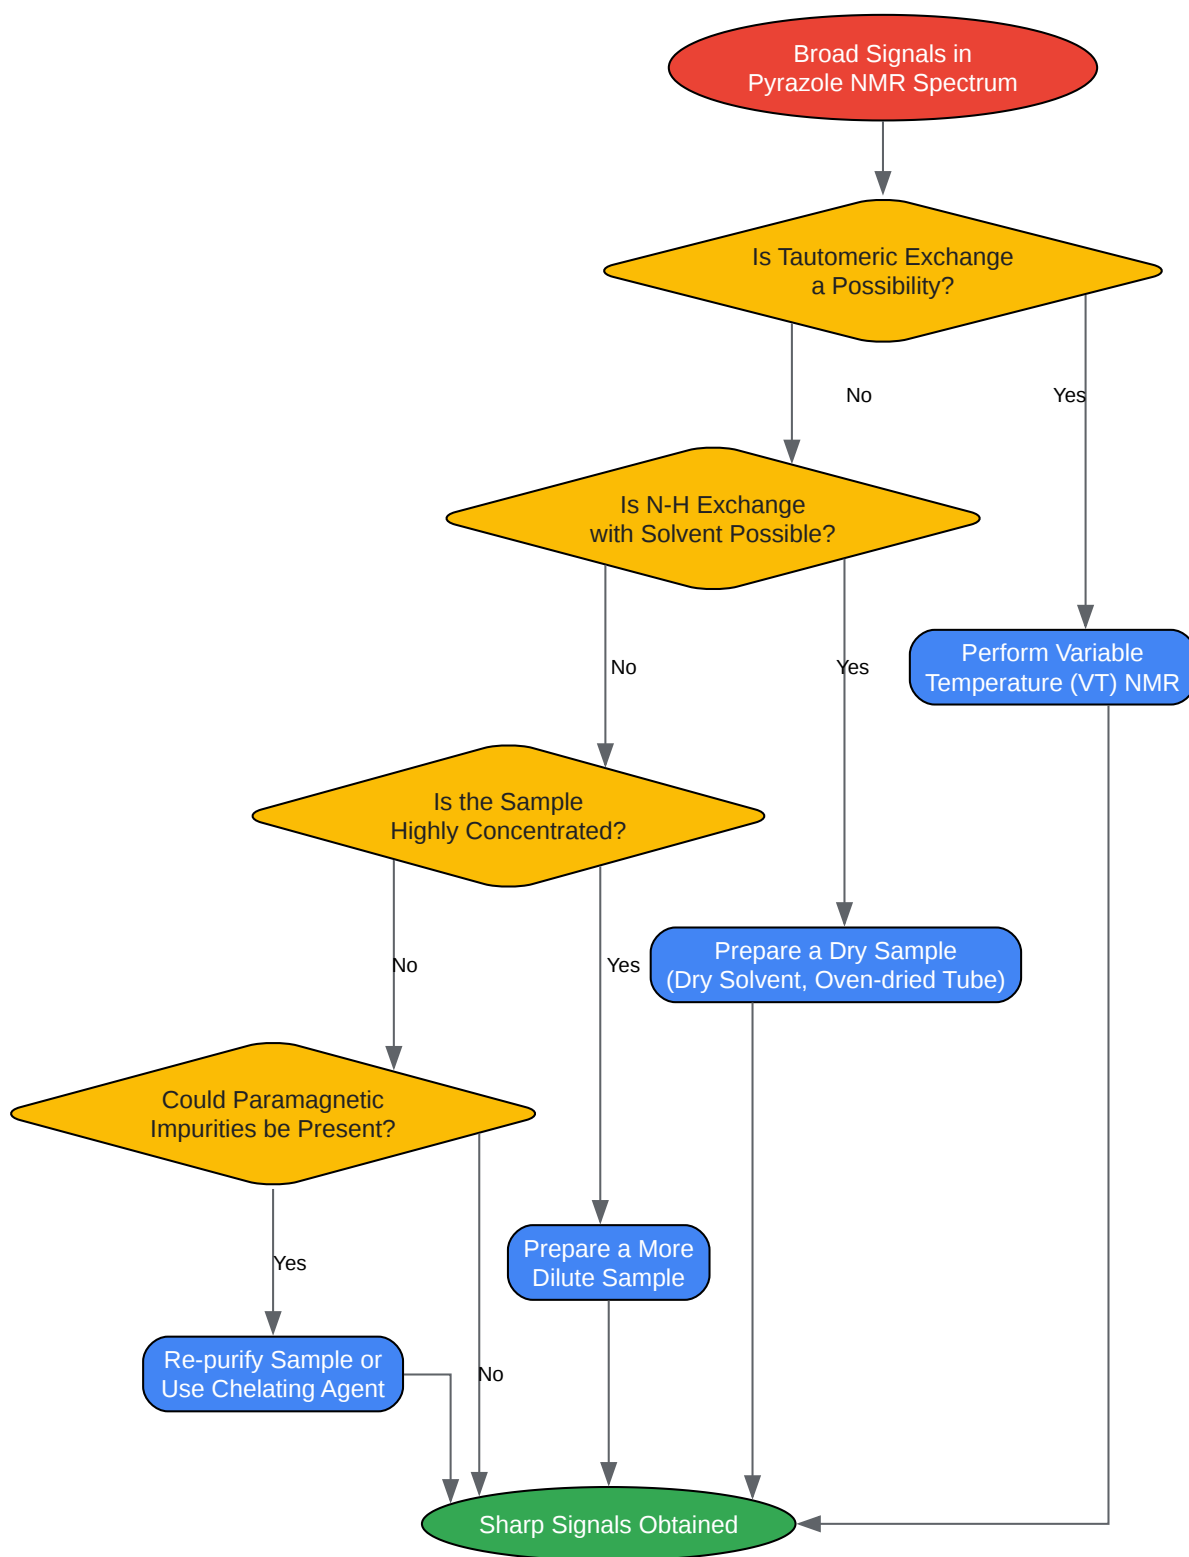 Broad Signals in
Pyrazole NMR Spectrum
Is Tautomeric Exchange
a Possibility?
No
Yes
Is N-H Exchange
with Solvent Possible?
No
Yes
Perform Variable
Temperature (VT) NMR
Is the Sample
Highly Concentrated?
No
Yes
Prepare a Dry Sample
(Dry Solvent, Oven-dried Tube)
Could Paramagnetic
Impurities be Present?
Yes
Prepare a More
Dilute Sample
Re-purify Sample or
Use Chelating Agent
No
Sharp Signals Obtained